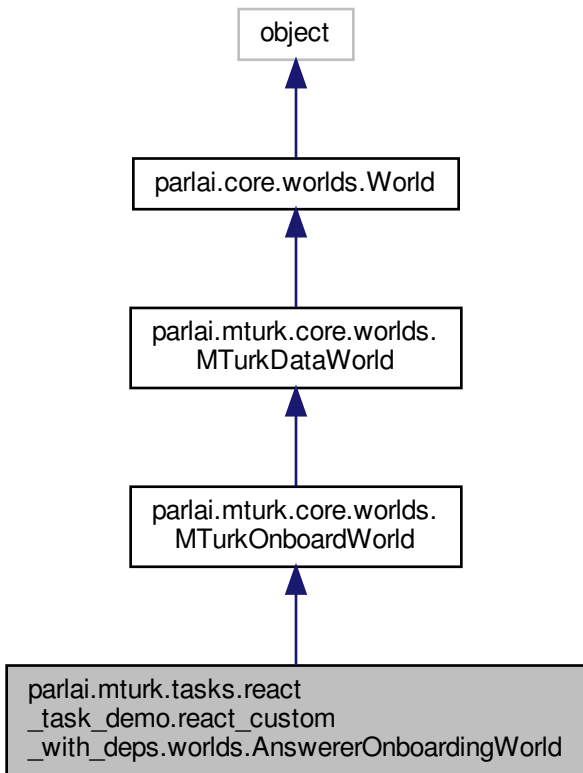 object
parlai.core.worlds.World
parlai.mturk.core.worlds.
MTurkDataWorld
parlai.mturk.core.worlds.
MTurkOnboardWorld
parlai.mturk.tasks.react
_task_demo.react_custom
_with_deps.worlds.AnswererOnboardingWorld